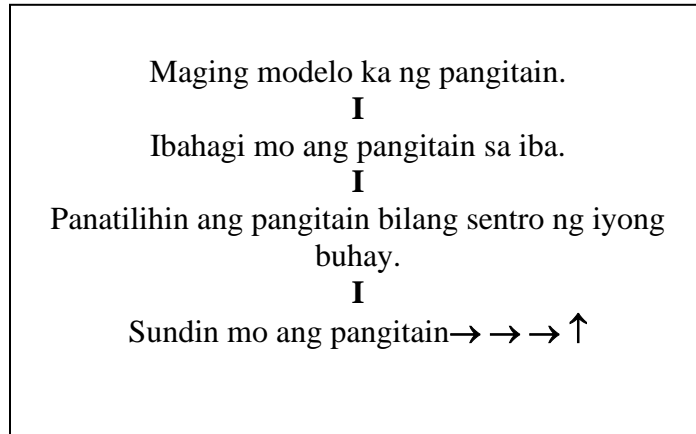 Maging modelo ka ng pangitain.
I
Ibahagi mo ang pangitain sa iba.
I
Panatilihin ang pangitain bilang sentro ng iyong
buhay.
I
Sundin mo ang pangitain→ → → ↑